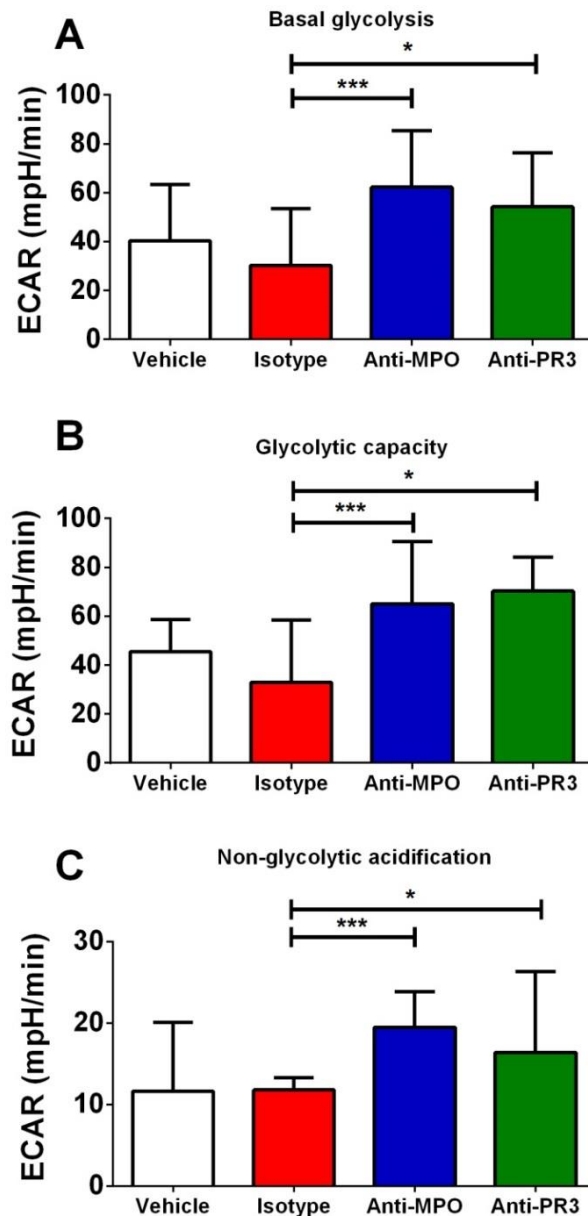 A
Basal glycolysis
*
***
ECAR (mpH/min)
100
80
60
40
20
0
Vehicle Isotype Anti-MPO Anti-PR3
B
Glycolytic capacity
*
***
ECAR (mpH/min)
100
80
60
40
20
0
Vehicle Isotype Anti-MPO Anti-PR3
C
Non-glycolytic acidification
*
***
ECAR (mpH/min)
30
20
10
0
Vehicle Isotype Anti-MPO Anti-PR3